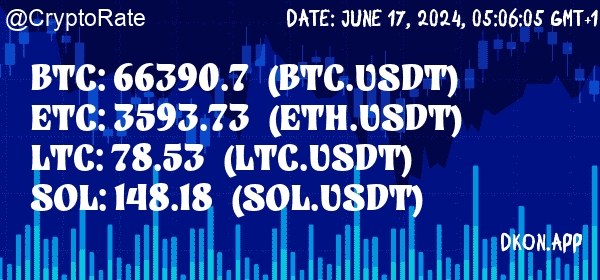 @CryptoRate
DATE: JUNE 17, 2024, 05:06:05 GMT+1
BTC: 66390.7 (BTC.USDT)
ETC: 3593.73 (ETH.USDT)
LTC: 78.53 (LTC.USDT)
SOL: 148.18 (SOL.USDT)
DKON.APP